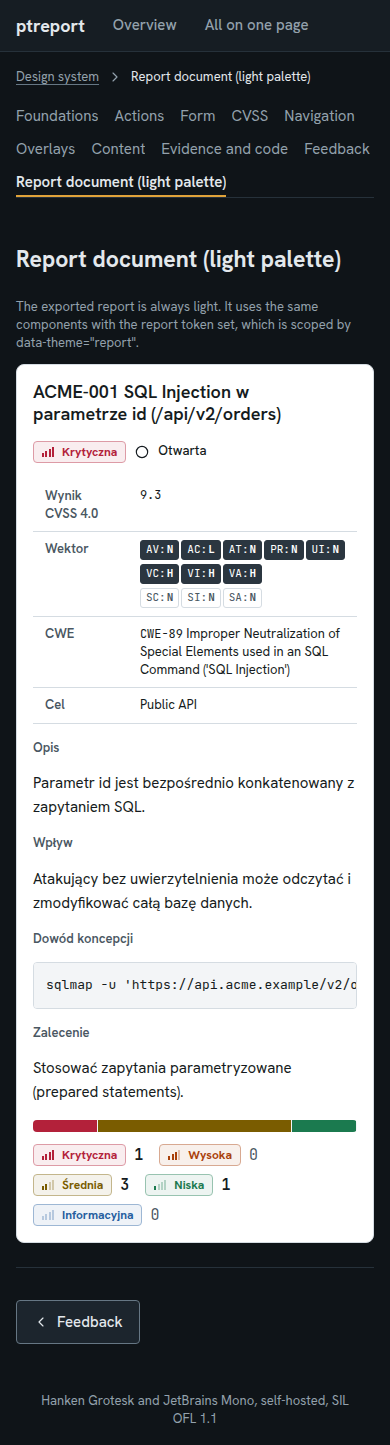 ptreport Overview All on one page
Design system > Report document (light palette)
Foundations Actions Form CVSS Navigation
Overlays Content Evidence and code Feedback
Report document (light palette)
Report document (light palette)
The exported report is always light. It uses the same
components with the report token set, which is scoped by
data-theme="report".
ACME-001 SQL Injection w
parametrze id (/api/v2/orders)
Krytyczna Otwarta
Wynik 9.3
CVSS 4.0
Wektor AV:N AC:L AT:N PR:N UI:N
VC:H VI:H VA:H
SC:N SI:N SA:N
CWE CWE-89 Improper Neutralization of
Special Elements used in an SQL
Command ('SQL Injection')
Cel Public API
Opis
Parametr id jest bezpośrednio konkatenowany z
zapytaniem SQL.
Wpływ
Atakujący bez uwierzytelnienia może odczytać i
zmodyfikować całą bazę danych.
Dowód koncepcji
sqlmap -u 'https://api.acme.example/v2/o
Zalecenie
Stosować zapytania parametryzowane
(prepared statements).
Krytyczna 1 Wysoka 0
Średnia 3 Niska 1
Informacyjna 0
Feedback
Hanken Grotesk and JetBrains Mono, self-hosted, SIL
OFL 1.1